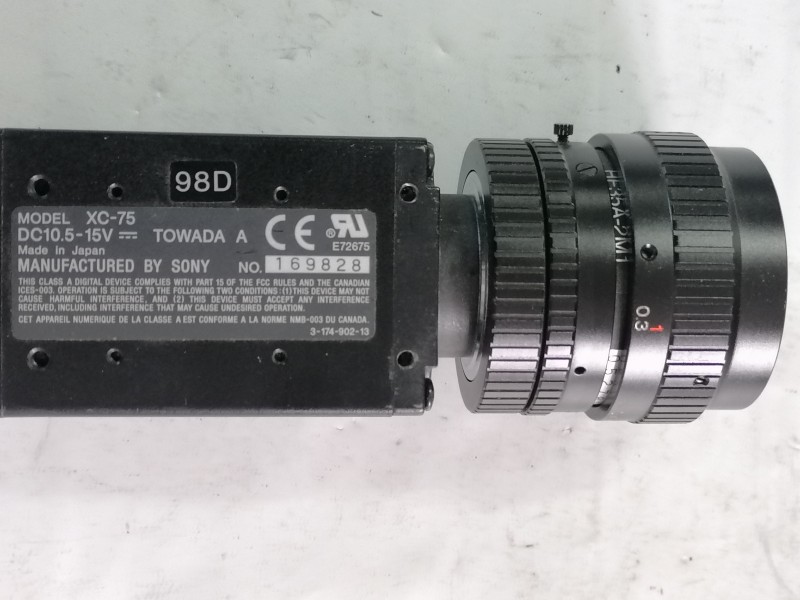 98D
MODEL XC-75
DC10.5-15V ⎓ TOWADA A CE ® UR
Made in Japan E72675
MANUFACTURED BY SONY NO. 169828
THIS CLASS A DIGITAL DEVICE COMPLIES WITH PART 15 OF THE FCC RULES AND THE CANADIAN
ICES-003. OPERATION IS SUBJECT TO THE FOLLOWING TWO CONDITIONS: (1) THIS DEVICE MAY NOT
CAUSE HARMFUL INTERFERENCE, AND (2) THIS DEVICE MUST ACCEPT ANY INTERFERENCE
RECEIVED, INCLUDING INTERFERENCE THAT MAY CAUSE UNDESIRED OPERATION.
CET APPAREIL NUMERIQUE DE LA CLASSE A EST CONFORME A LA NORME NMB-003 DU CANADA.
3-174-902-13
HF35A-2M1
1
0.3